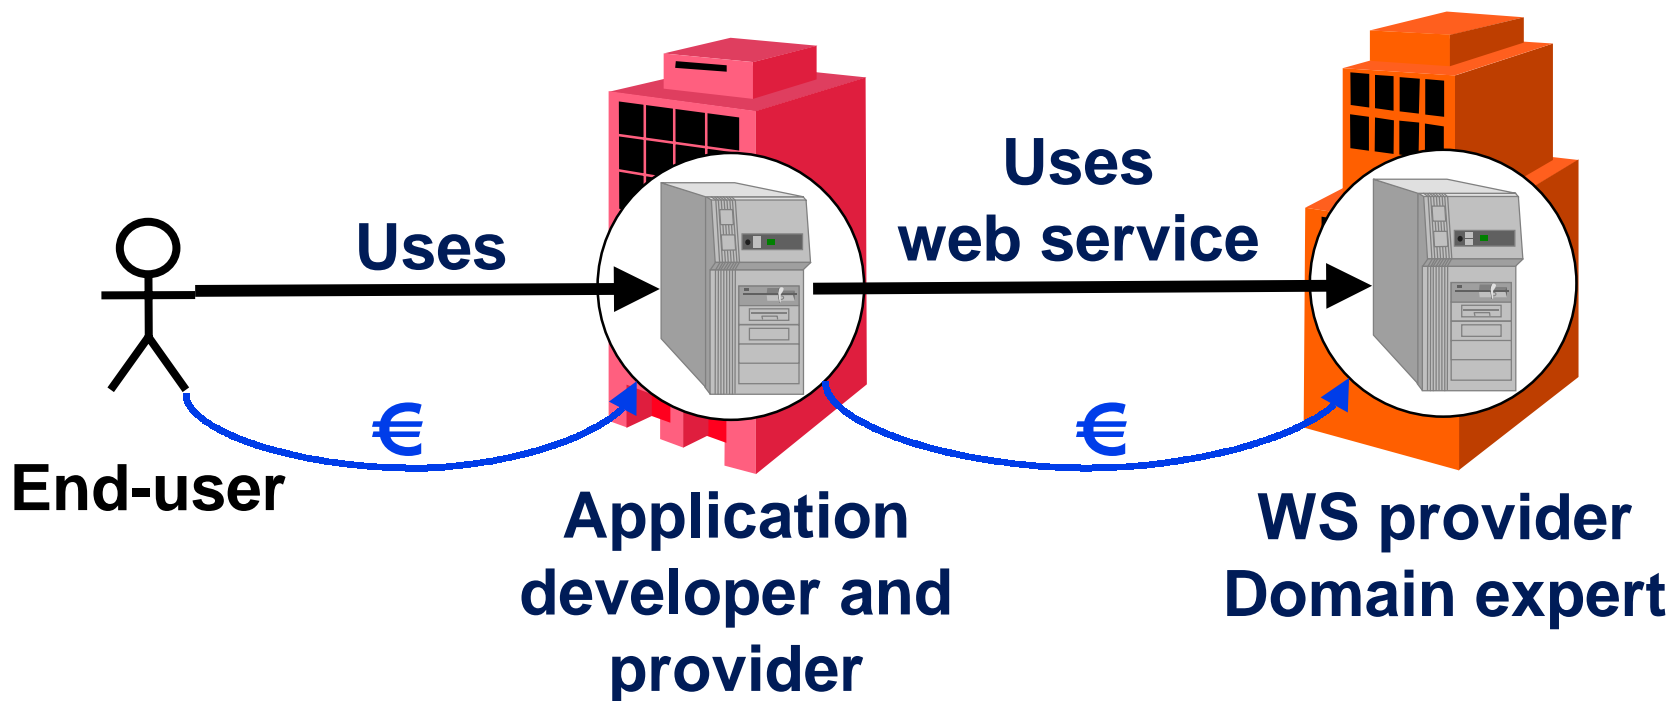 Uses
Uses
web service
€
€
End-user
Application
developer and
provider
WS provider
Domain expert